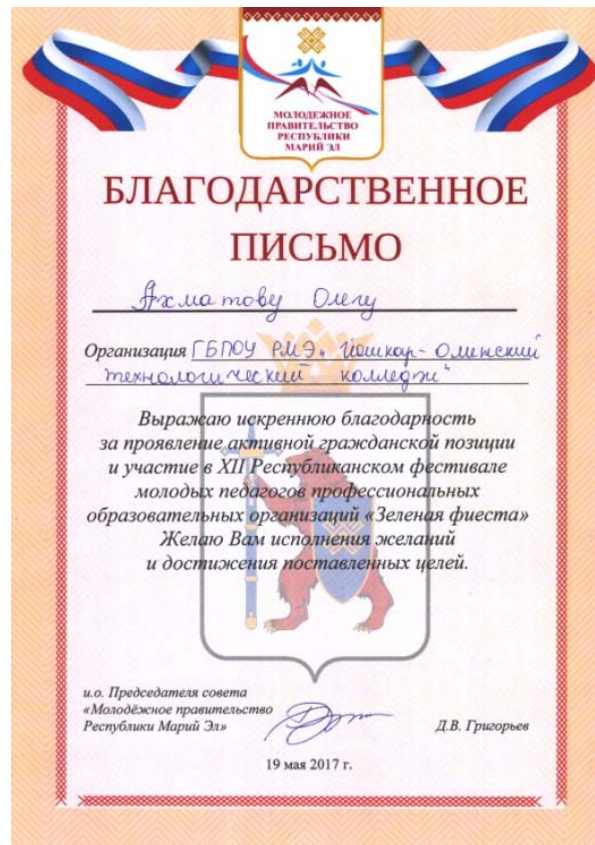 МОЛОДЕЖНОЕ
ПРАВИТЕЛЬСТВО
РЕСПУБЛИКИ
МАРИЙ ЭЛ
БЛАГОДАРСТВЕННОЕ
ПИСЬМО
Ахматову Олегу
Организация ГБПОУ РМЭ „Йошкар-Олинский
технологический колледж“
Выражаю искреннюю благодарность
за проявление активной гражданской позиции
и участие в XII Республиканском фестивале
молодых педагогов профессиональных
образовательных организаций «Зеленая фиеста»
Желаю Вам исполнения желаний
и достижения поставленных целей.
и.о. Председателя совета
«Молодёжное правительство
Республики Марий Эл»
Д.В. Григорьев
19 мая 2017 г.